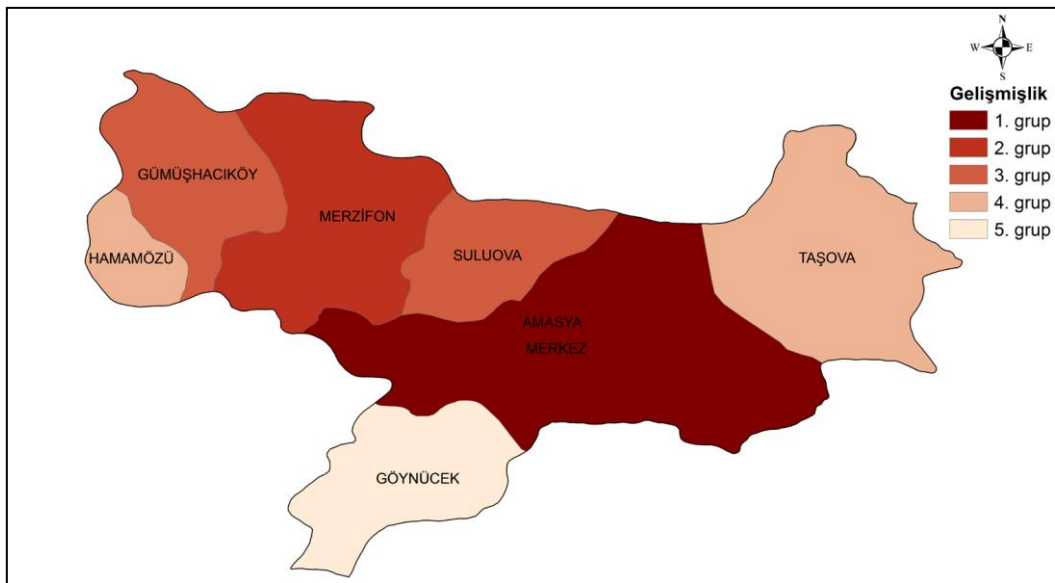 N
W E
S
Gelişmişlik
1. grup
2. grup
3. grup
4. grup
5. grup
GÜMÜŞHACIKÖY
MERZİFON
HAMAMÖZÜ
SULUOVA
TAŞOVA
AMASYA
MERKEZ
GÖYNÜCEK